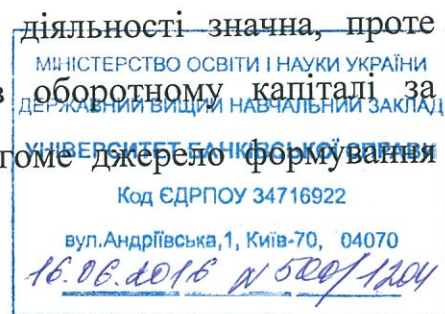 діяльності значна, проте
МІНІСТЕРСТВО ОСВІТИ І НАУКИ УКРАЇНИ
в оборотному капіталі за
ДЕРЖАВНИЙ ВИЩИЙ НАВЧАЛЬНИЙ ЗАКЛАД
УНІВЕРСИТЕТ БАНКІВСЬКОЇ СПРАВИ
гоме джерело формування
Код ЄДРПОУ 34716922
вул.Андріївська,1, Київ-70, 04070
16.06.2016 № 500/1204